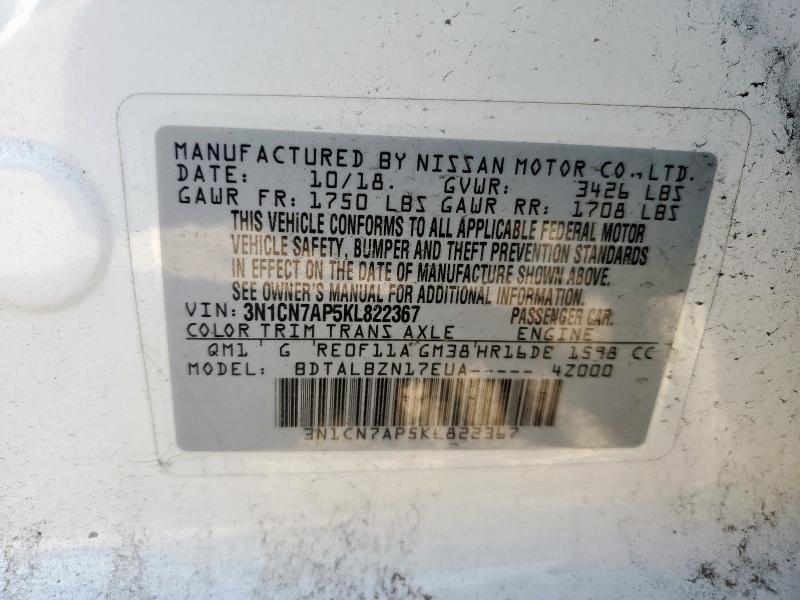 MANUFACTURED BY NISSAN MOTOR CO., LTD.
DATE: 10/18. GVWR: 3426 LBS
GAWR FR: 1750 LBS GAWR RR: 1708 LBS
THIS VEHICLE CONFORMS TO ALL APPLICABLE FEDERAL MOTOR
VEHICLE SAFETY, BUMPER AND THEFT PREVENTION STANDARDS
IN EFFECT ON THE DATE OF MANUFACTURE SHOWN ABOVE.
SEE OWNER'S MANUAL FOR ADDITIONAL INFORMATION.
VIN: 3N1CN7AP5KL822367 PASSENGER CAR.
COLOR TRIM TRANS AXLE ENGINE
QM1 G RE0F11A GM38 HR16DE 1598 CC
MODEL: BDTALBZN17EUA----- 4Z000
3N1CN7AP5KL822367